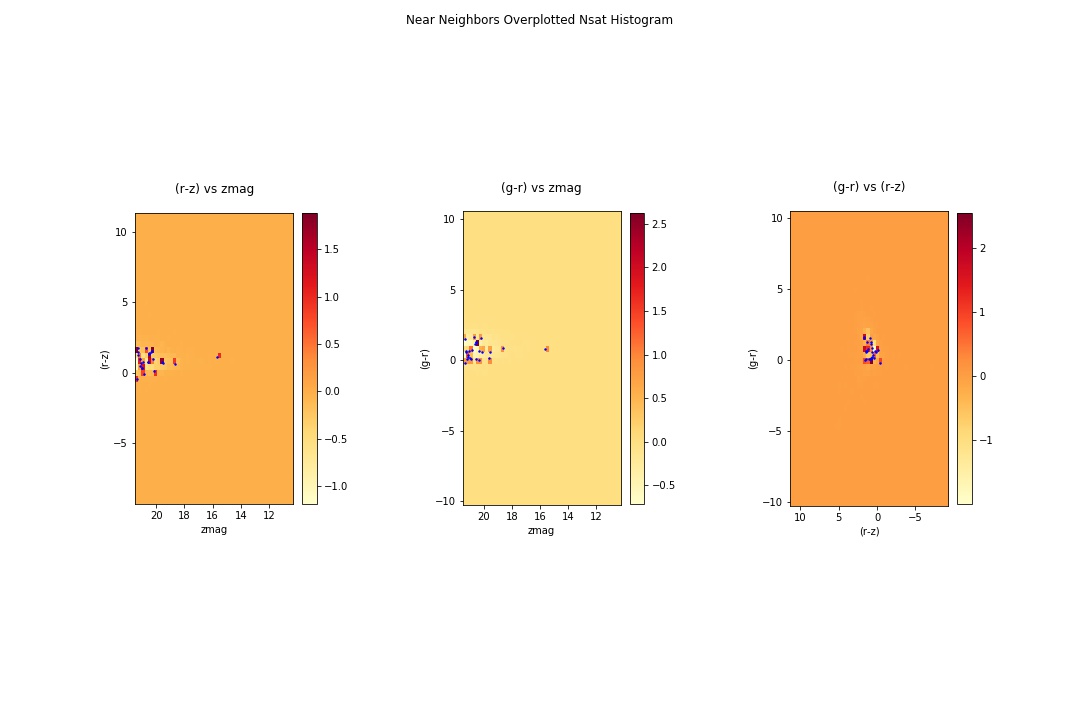 Near Neighbors Overplotted Nsat Histogram
(r-z) vs zmag
(g-r) vs zmag
(g-r) vs (r-z)
(r-z)
10
5
0
−5
20 18 16 14 12
zmag
1.5
1.0
0.5
0.0
−0.5
−1.0
(g-r)
10
5
0
−5
−10
20 18 16 14 12
zmag
2.5
2.0
1.5
1.0
0.5
0.0
−0.5
(g-r)
10
5
0
−5
−10
10 5 0 −5
(r-z)
2
1
0
−1